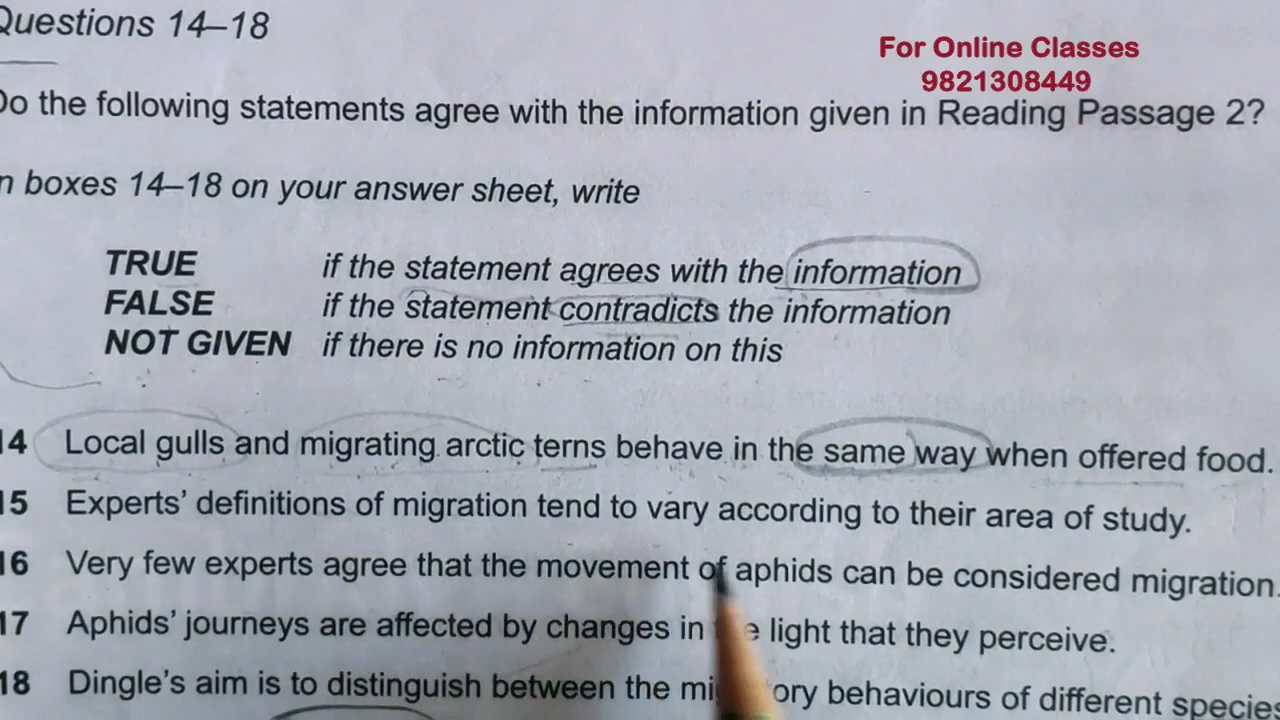 Questions 14–18
For Online Classes
9821308449
Do the following statements agree with the information given in Reading Passage 2?
In boxes 14–18 on your answer sheet, write
TRUE if the statement agrees with the information
FALSE if the statement contradicts the information
NOT GIVEN if there is no information on this
14 Local gulls and migrating arctic terns behave in the same way when offered food.
15 Experts' definitions of migration tend to vary according to their area of study.
16 Very few experts agree that the movement of aphids can be considered migration.
17 Aphids' journeys are affected by changes in the light that they perceive.
18 Dingle's aim is to distinguish between the migratory behaviours of different species